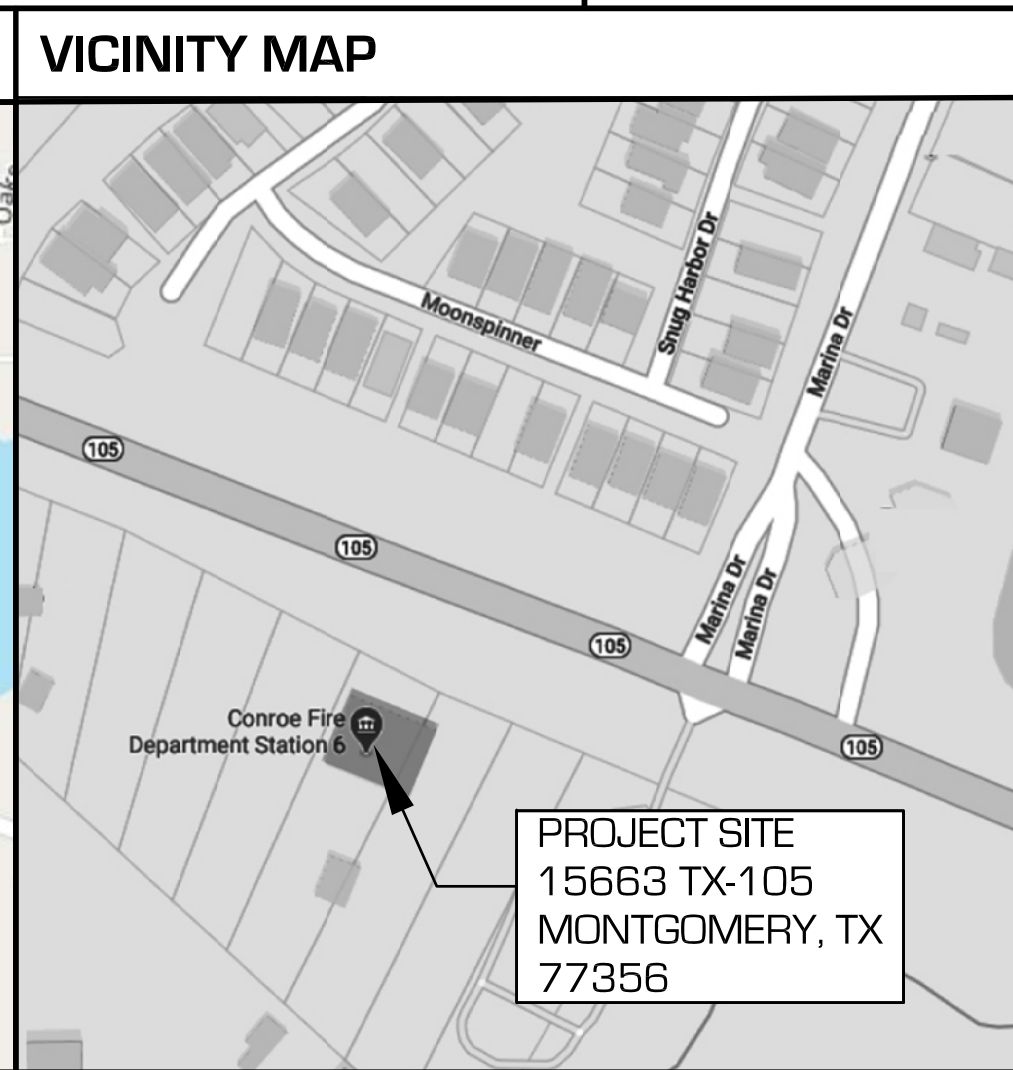 VICINITY MAP
Oak
Snug Harbor Dr
Moonspinner
Marina Dr
105
105
Marina Dr
Marina Dr
105
Conroe Fire
Department Station 6
105
PROJECT SITE
15663 TX-105
MONTGOMERY, TX
77356